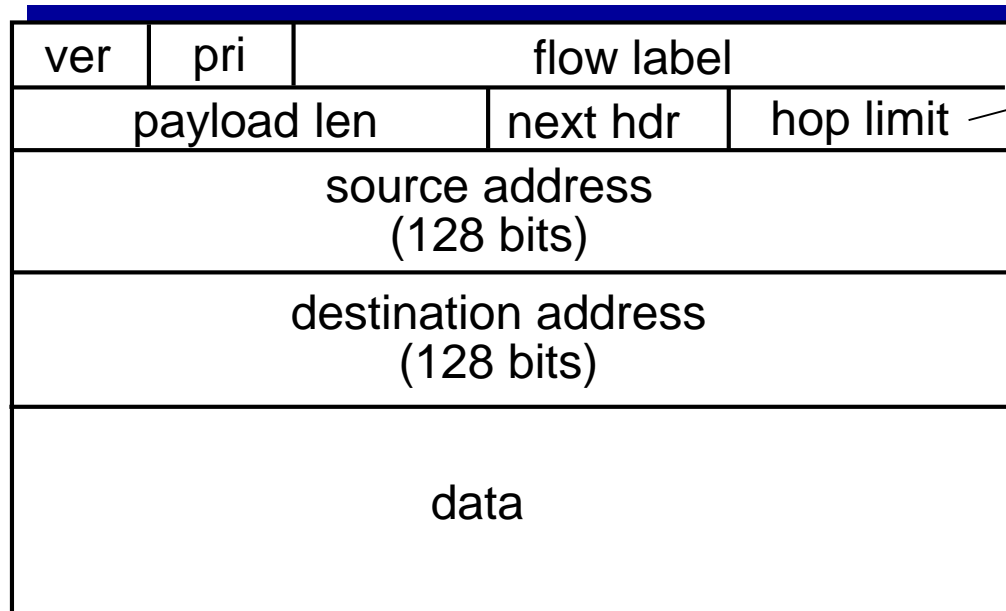 ver pri flow label
payload len next hdr hop limit
source address
(128 bits)
destination address
(128 bits)
data